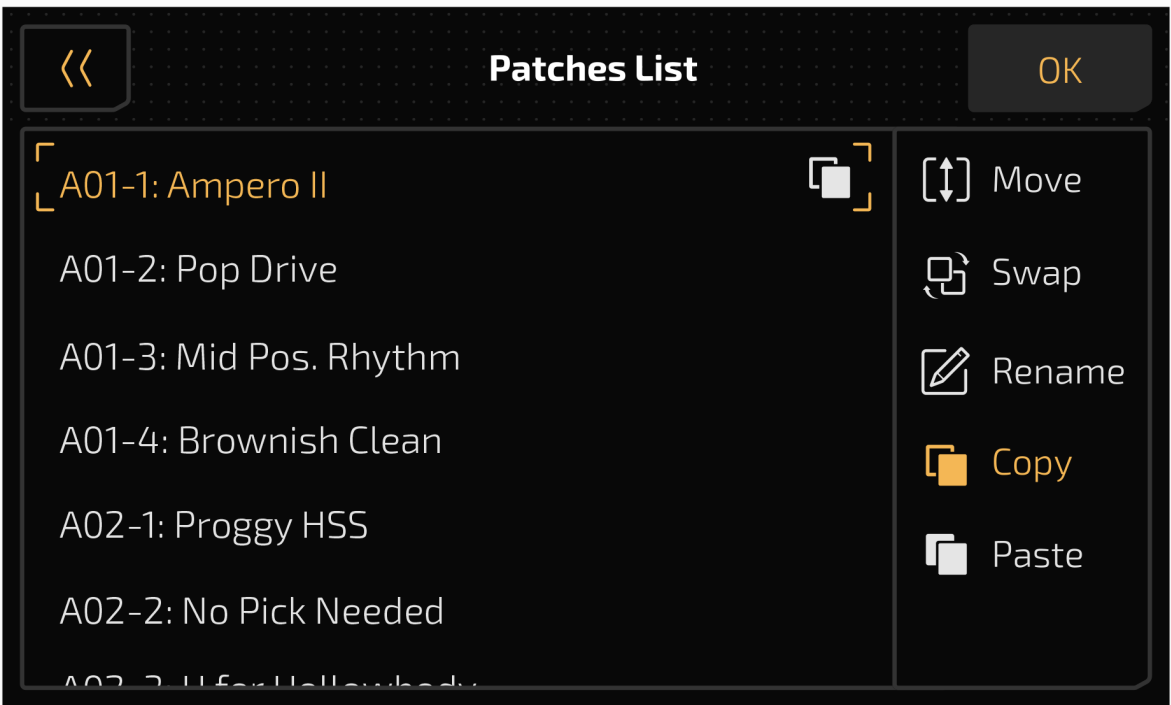 Patches List
OK
A01-1: Ampero II
A01-2: Pop Drive
A01-3: Mid Pos. Rhythm
A01-4: Brownish Clean
A02-1: Proggy HSS
A02-2: No Pick Needed
Move
Swap
Rename
Copy
Paste